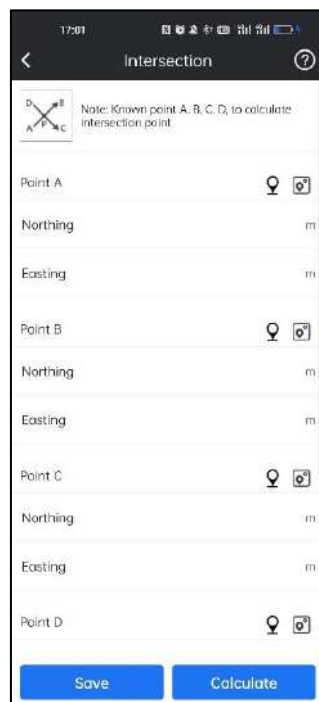 17:01
Intersection
D B
Note: Known point A, B, C, D, to calculate
intersection point
P
A C
Point A
Northing m
Easting m
Point B
Northing m
Easting m
Point C
Northing m
Easting m
Point D
Save Calculate